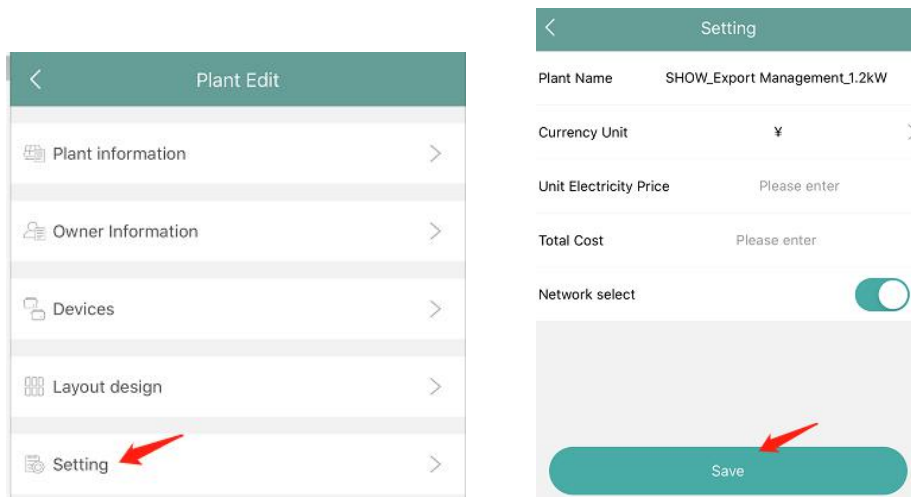 Plant Edit
Plant information
Owner Information
Devices
Layout design
Setting
Setting
Plant Name SHOW_Export Management_1.2kW
Currency Unit ¥
Unit Electricity Price Please enter
Total Cost Please enter
Network select
Save